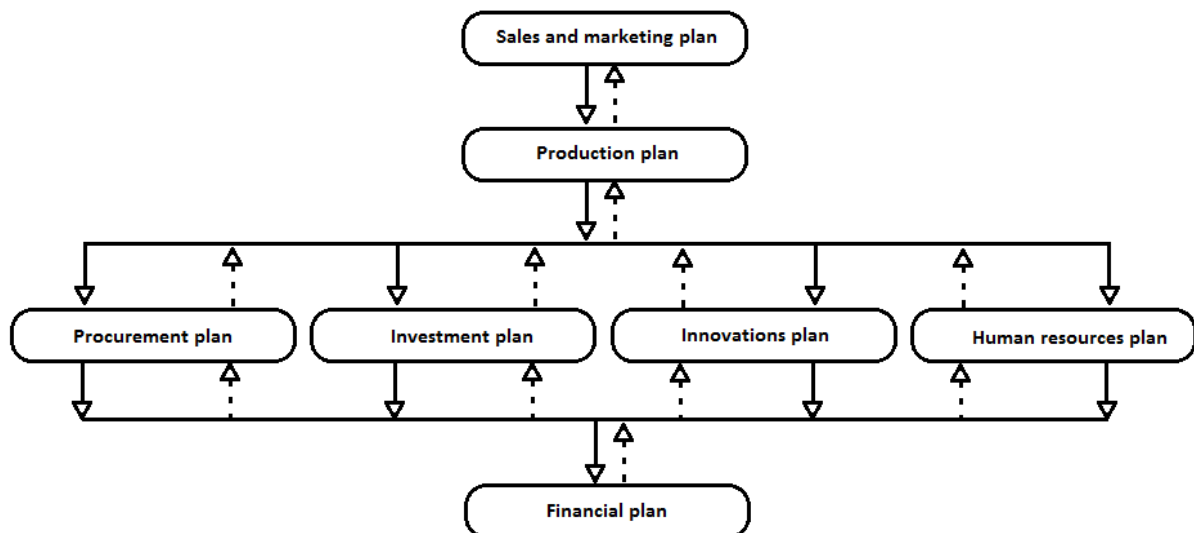 Sales and marketing plan
Production plan
Procurement plan
Investment plan
Innovations plan
Human resources plan
Financial plan